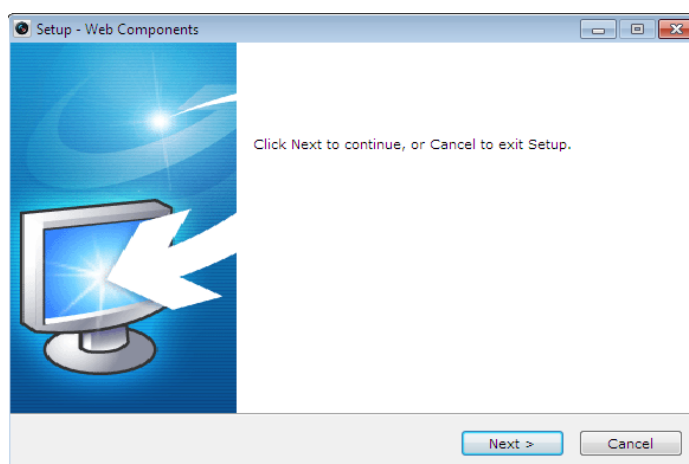 Setup - Web Components
Click Next to continue, or Cancel to exit Setup.
Next >
Cancel